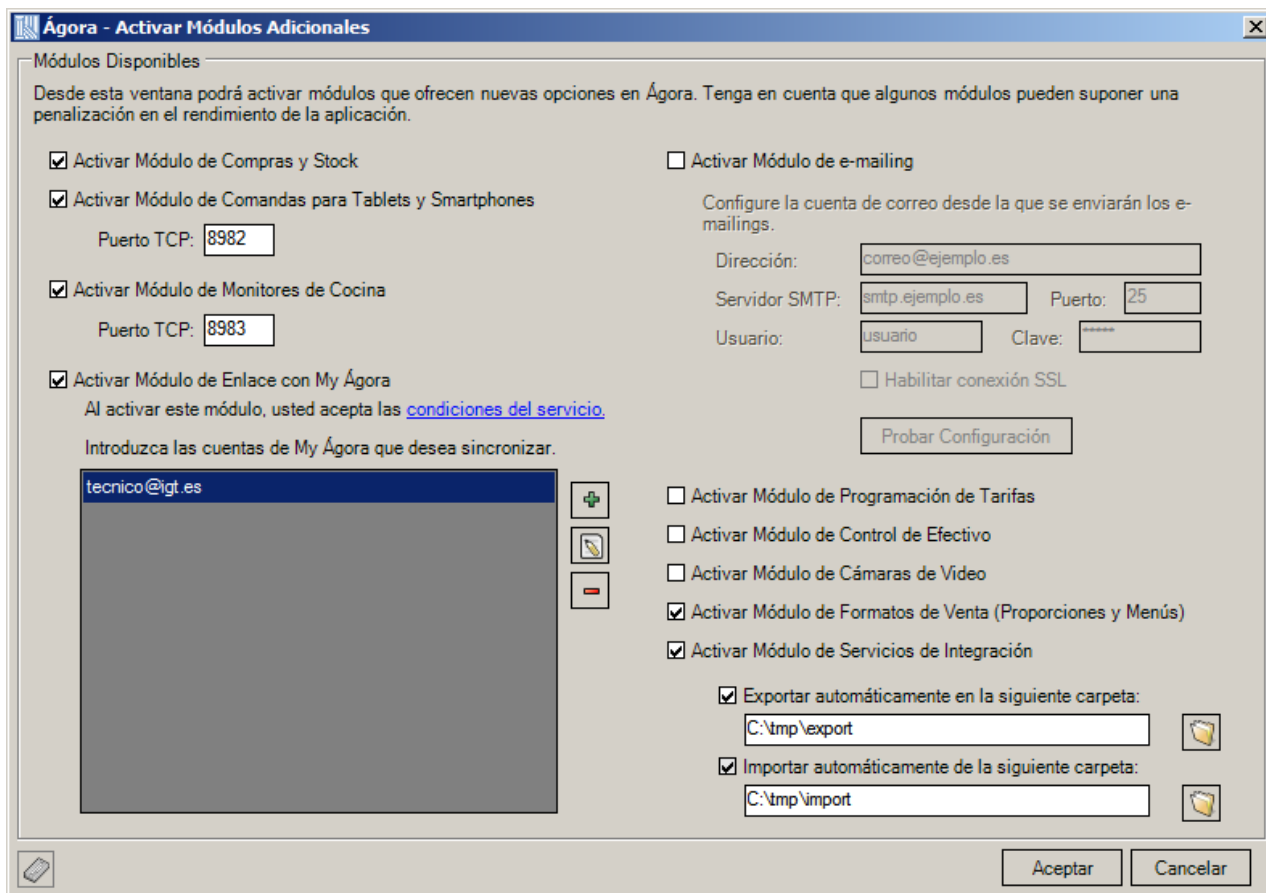 Ágora - Activar Módulos Adicionales
Módulos Disponibles
Desde esta ventana podrá activar módulos que ofrecen nuevas opciones en Ágora. Tenga en cuenta que algunos módulos pueden suponer una
penalización en el rendimiento de la aplicación.
Activar Módulo de Compras y Stock
Activar Módulo de Comandas para Tablets y Smartphones
Puerto TCP: 8982
Activar Módulo de Monitores de Cocina
Puerto TCP: 8983
Activar Módulo de Enlace con My Ágora
Al activar este módulo, usted acepta las condiciones del servicio.
Introduzca las cuentas de My Ágora que desea sincronizar.
tecnico@igt.es
Activar Módulo de e-mailing
Configure la cuenta de correo desde la que se enviarán los e-
mailings.
Dirección: correo@ejemplo.es
Servidor SMTP: smtp.ejemplo.es Puerto: 25
Usuario: usuario Clave: *****
Habilitar conexión SSL
Probar Configuración
Activar Módulo de Programación de Tarifas
Activar Módulo de Control de Efectivo
Activar Módulo de Cámaras de Video
Activar Módulo de Formatos de Venta (Proporciones y Menús)
Activar Módulo de Servicios de Integración
Exportar automáticamente en la siguiente carpeta:
C:\tmp\export
Importar automáticamente de la siguiente carpeta:
C:\tmp\import
Aceptar Cancelar